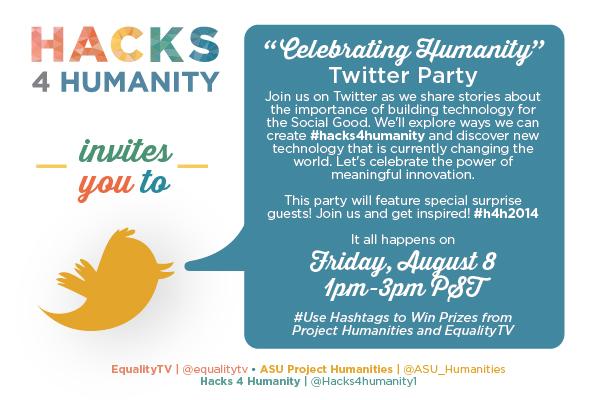 HACKS
4 HUMANITY
invites
you to
“Celebrating Humanity”
Twitter Party
Join us on Twitter as we share stories about
the importance of building technology for
the Social Good. We'll explore ways we can
create #hacks4humanity and discover new
technology that is currently changing the
world. Let's celebrate the power of
meaningful innovation.
This party will feature special surprise
guests! Join us and get inspired! #h4h2014
It all happens on
Friday, August 8
1pm-3pm PST
#Use Hashtags to Win Prizes from
Project Humanities and EqualityTV
EqualityTV | @equalitytv • ASU Project Humanities | @ASU_Humanities
Hacks 4 Humanity | @Hacks4humanity1